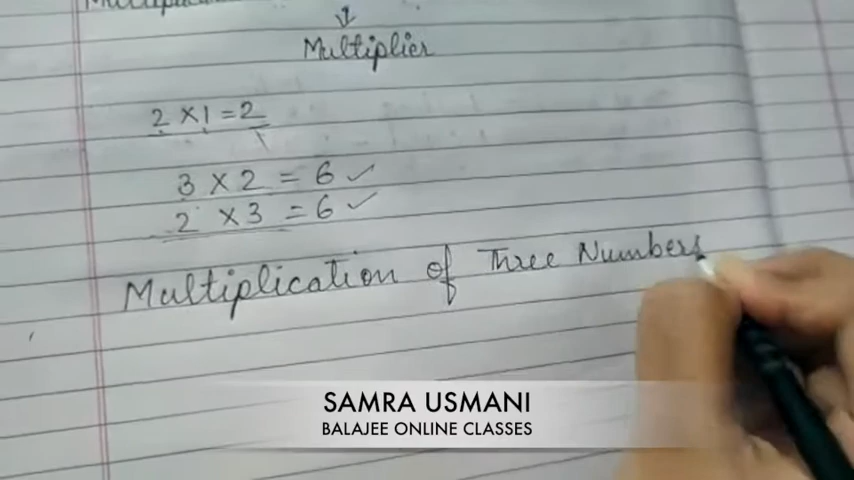 Multiplier
2 × 1 = 2
3 × 2 = 6 ✓
2 × 3 = 6 ✓
Multiplication of Three Numbers
SAMRA USMANI
BALAJEE ONLINE CLASSES